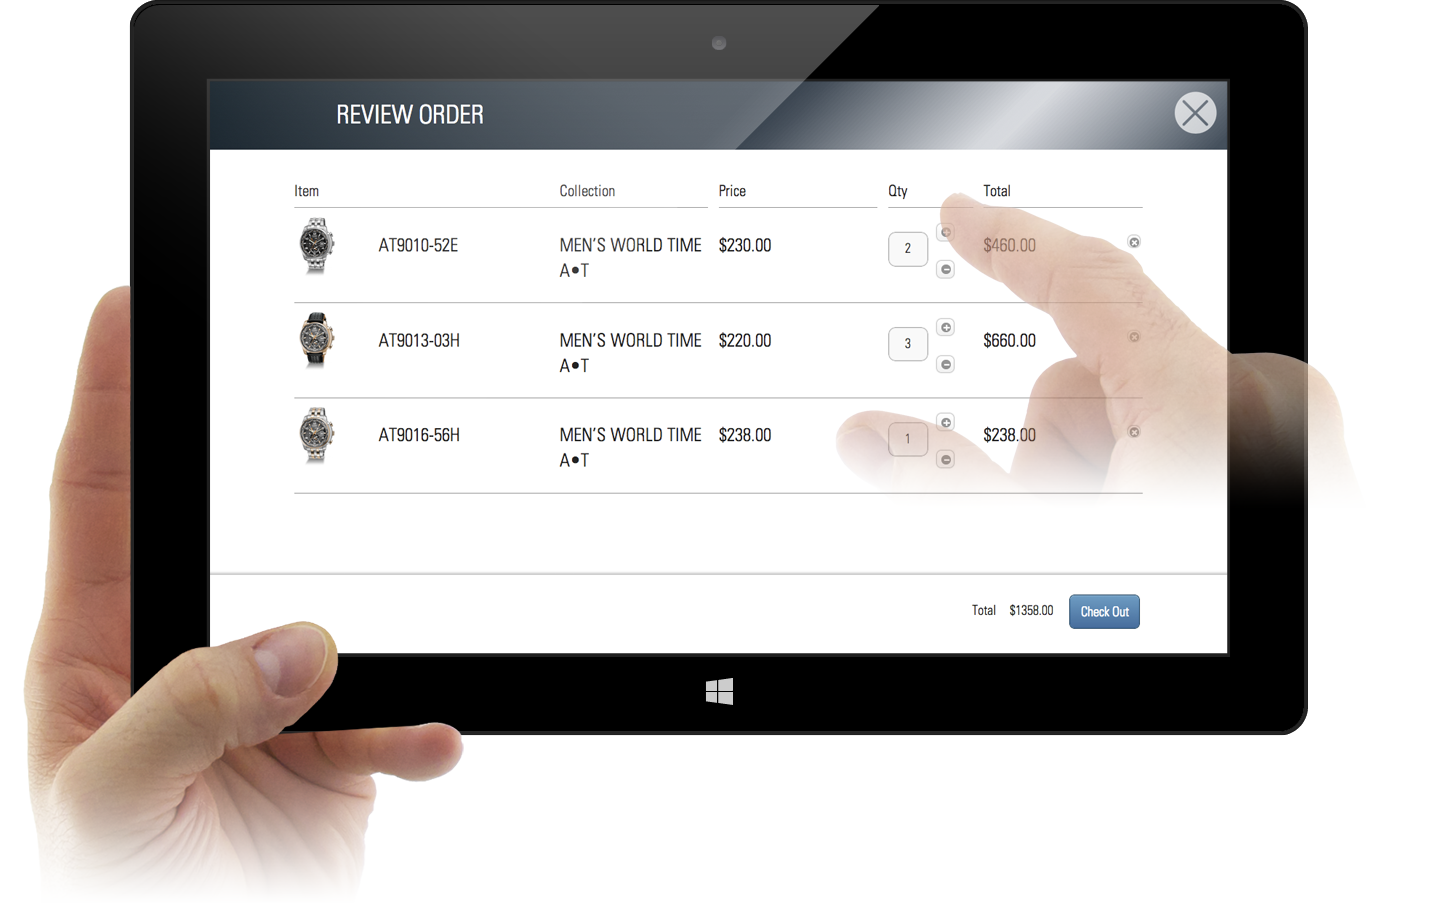 REVIEW ORDER
Item Collection Price Qty Total
AT9010-52E MEN'S WORLD TIME $230.00 2 $460.00
A•T
AT9013-03H MEN'S WORLD TIME $220.00 3 $660.00
A•T
AT9016-56H MEN'S WORLD TIME $238.00 1 $238.00
A•T
Total $1358.00 Check Out